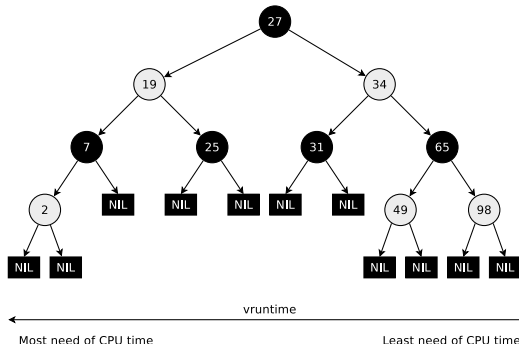 27
19 34
7 25 31 65
2 NIL NIL NIL NIL NIL 49 98
NIL NIL NIL NIL NIL NIL
vruntime
Most need of CPU time Least need of CPU time